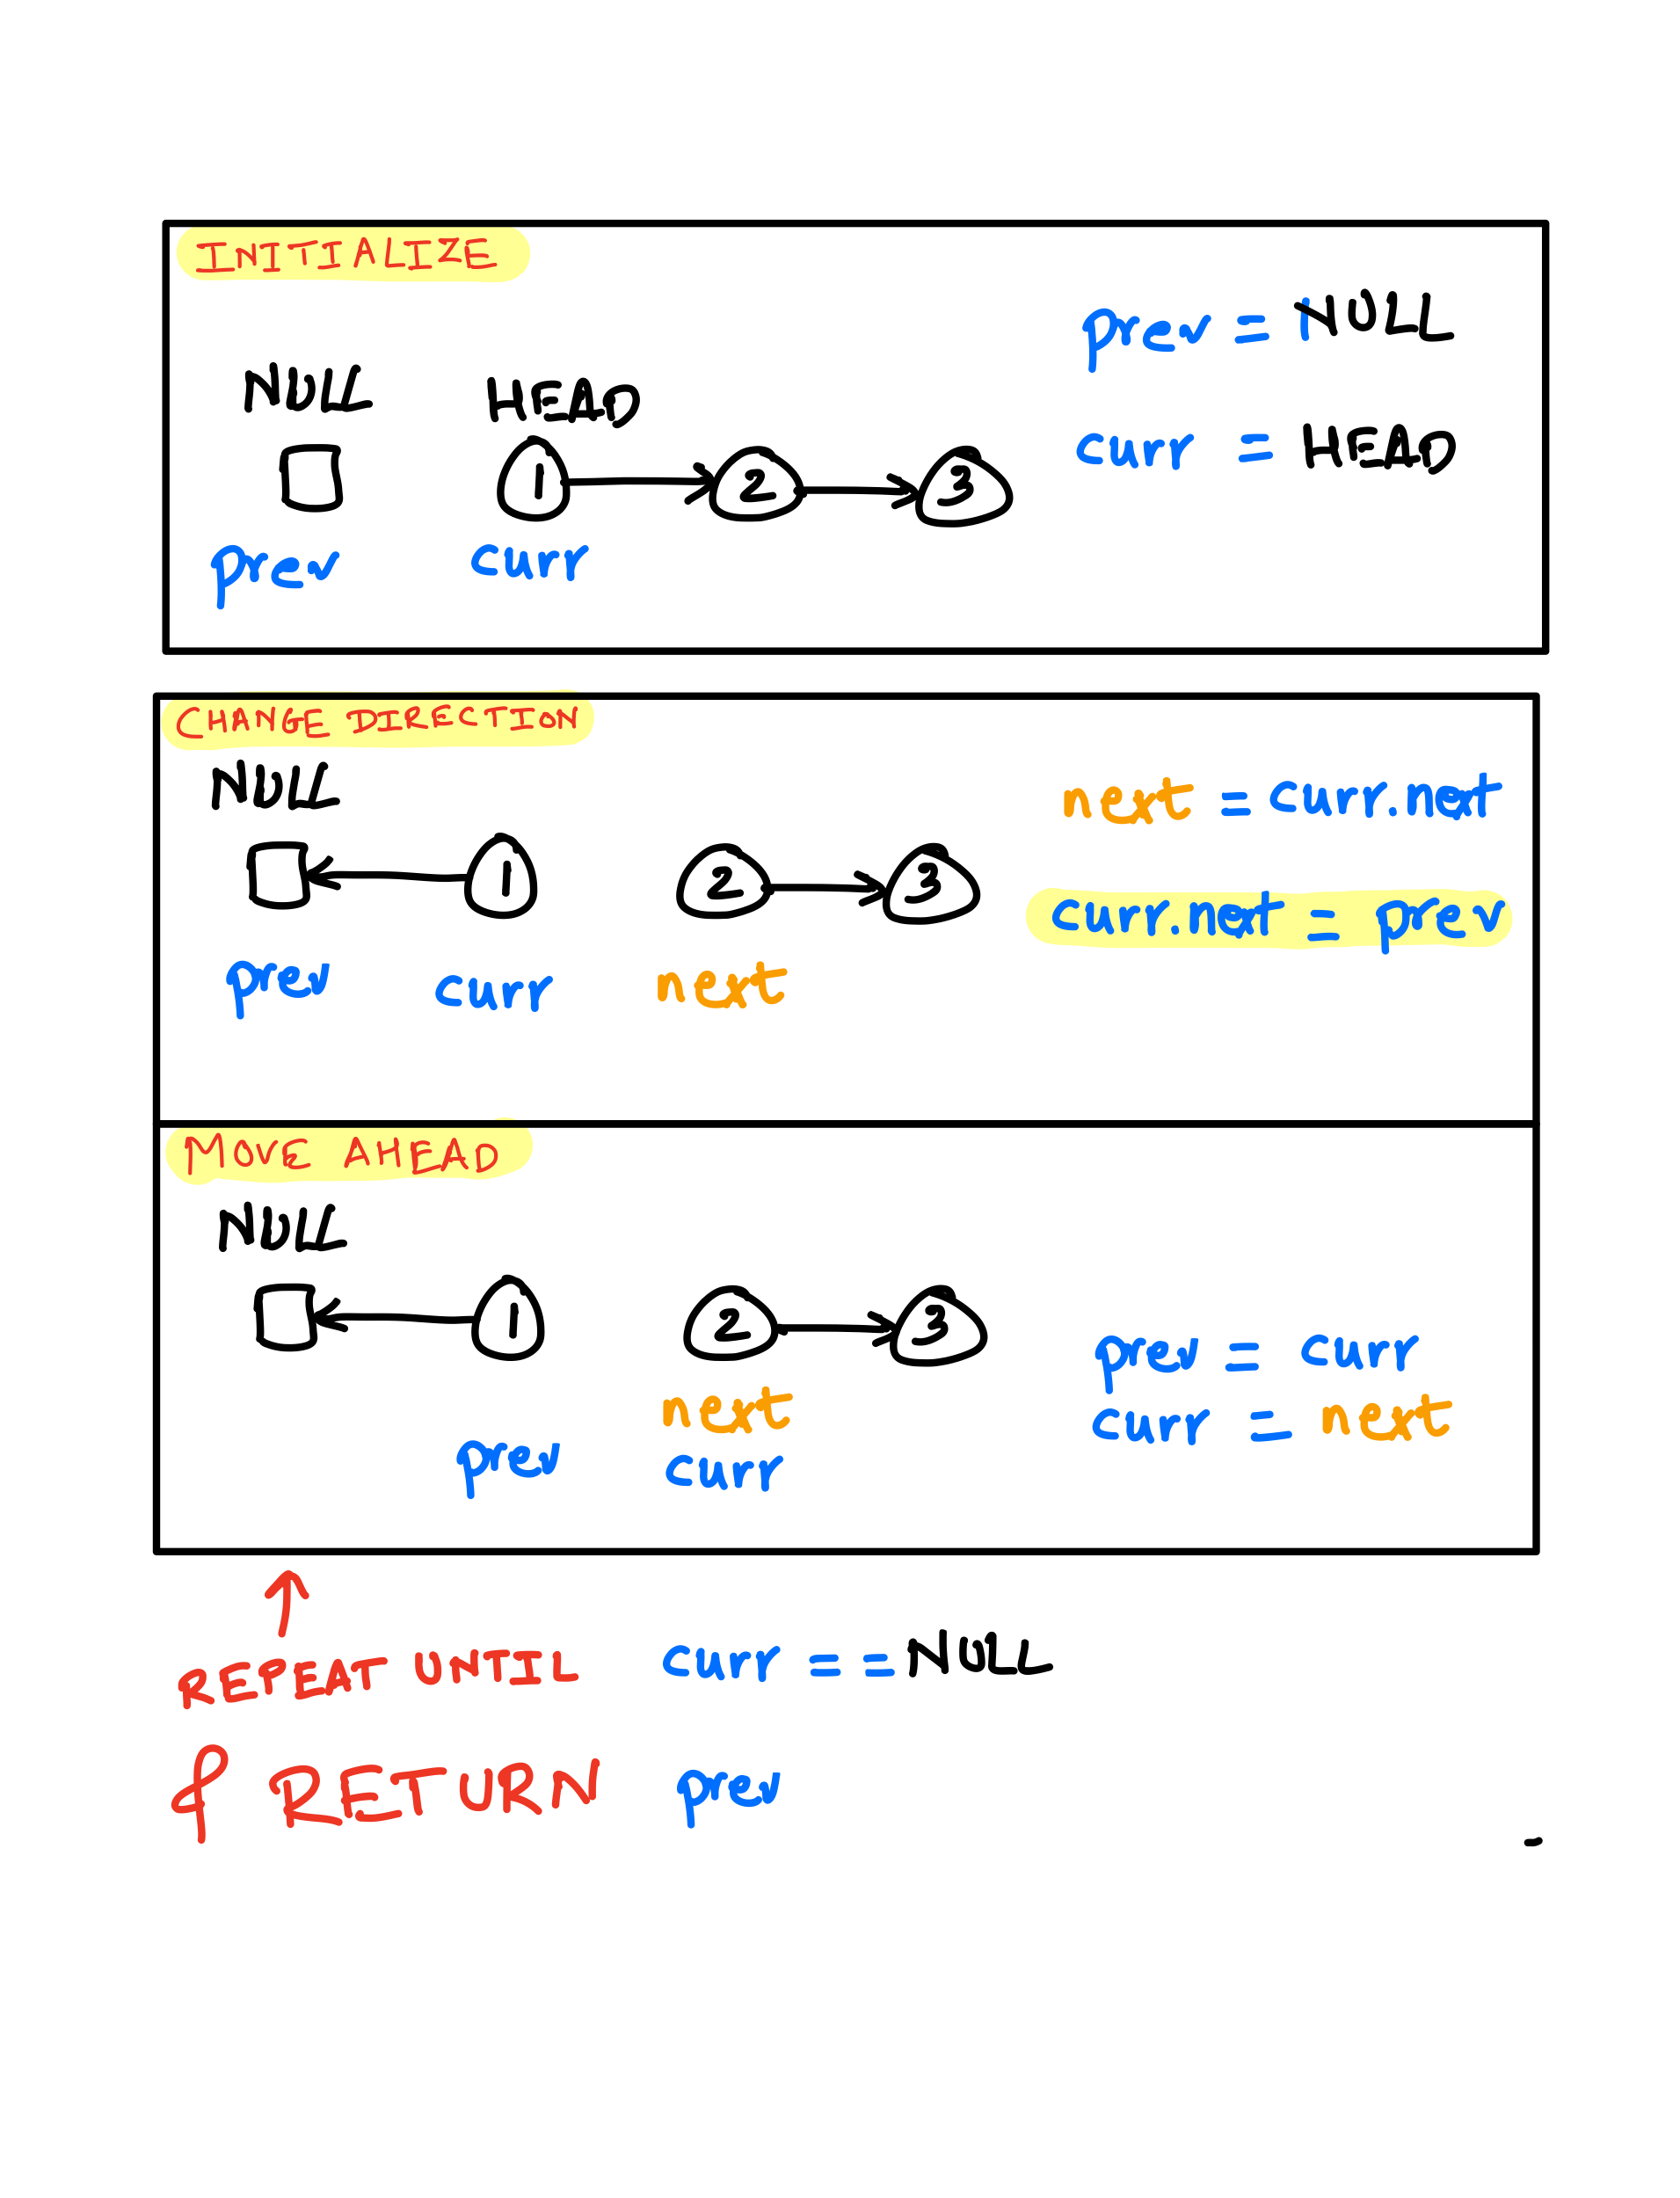 INITIALIZE
prev = NULL
NULL HEAD
curr = HEAD
1 2 3
prev curr
CHANGE DIRECTION
NULL
next = curr.next
1 2 3
curr.next = prev
prev curr next
MOVE AHEAD
NULL
1 2 3
prev = curr
next
curr = next
prev curr
REPEAT UNTIL curr == NULL
& RETURN prev